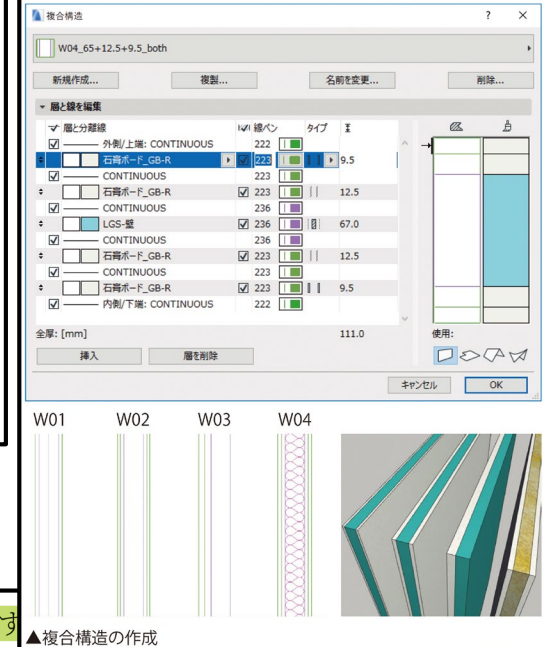 複合構造
? ×
W04_65+12.5+9.5_both
新規作成... 複製... 名前を変更... 削除...
層と線を編集
層と分離線 線ペン タイプ
外側/上端: CONTINUOUS 222
石膏ボード_GB-R 223 9.5
CONTINUOUS 223
石膏ボード_GB-R 223 12.5
CONTINUOUS 236
LGS-壁 236 67.0
CONTINUOUS 236
石膏ボード_GB-R 223 12.5
CONTINUOUS 223
石膏ボード_GB-R 223 9.5
内側/下端: CONTINUOUS 222
全厚: [mm] 111.0 使用:
挿入 層を削除
キャンセル OK
W01 W02 W03 W04
す
▲複合構造の作成